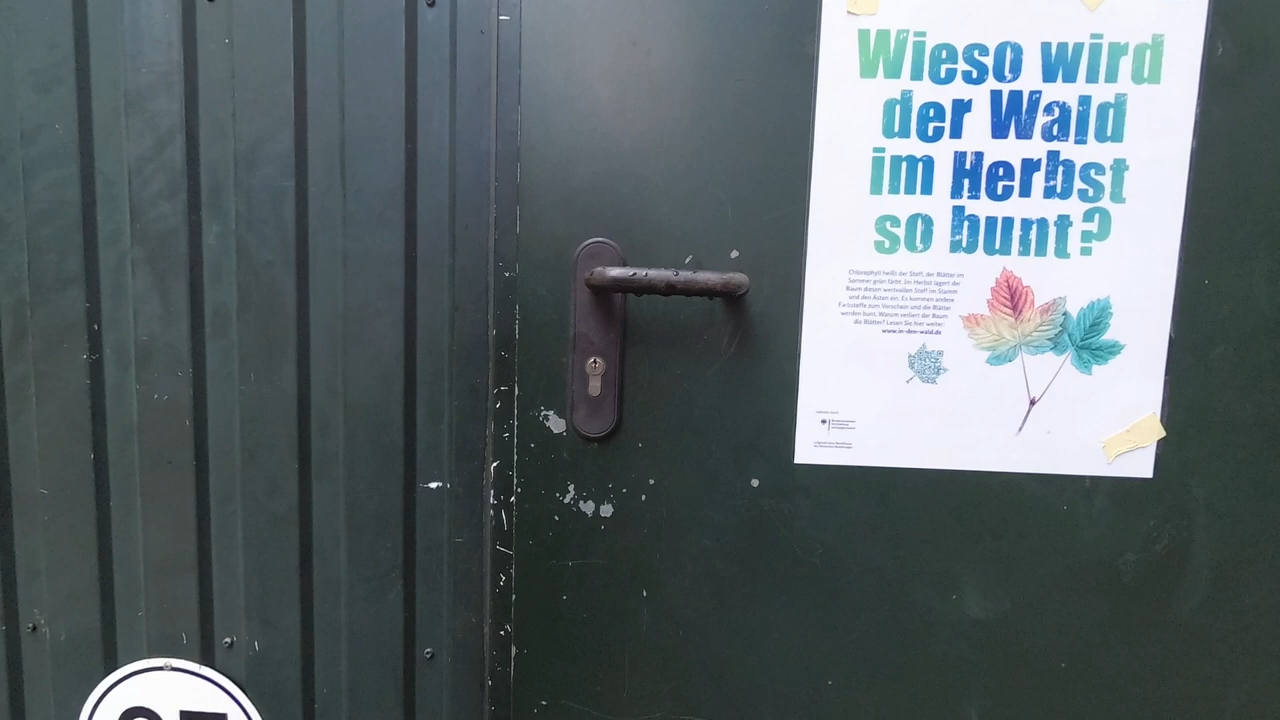 Wieso wird
der Wald
im Herbst
so bunt?
Chlorophyll heißt der Stoff, der Blätter im
Sommer grün färbt. Im Herbst lagert der
Baum diesen wertvollen Stoff im Stamm
und den Ästen ein. Es kommen andere
Farbstoffe zum Vorschein und die Blätter
werden bunt. Warum verliert der Baum
die Blätter? Lesen Sie hier weiter:
www.in-den-wald.de